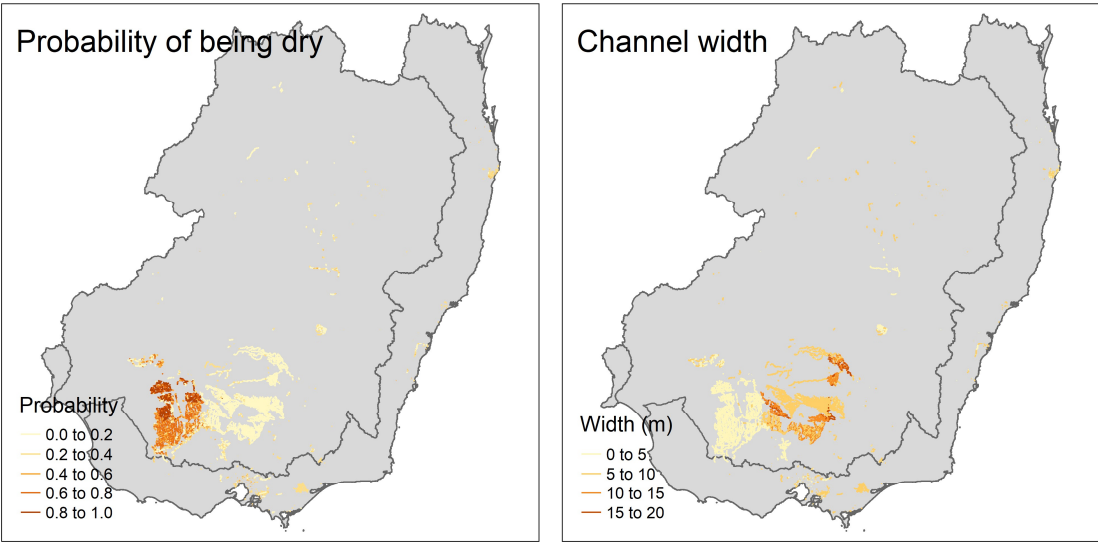 Probability of being dry
Probability
0.0 to 0.2
0.2 to 0.4
0.4 to 0.6
0.6 to 0.8
0.8 to 1.0
Channel width
Width (m)
0 to 5
5 to 10
10 to 15
15 to 20